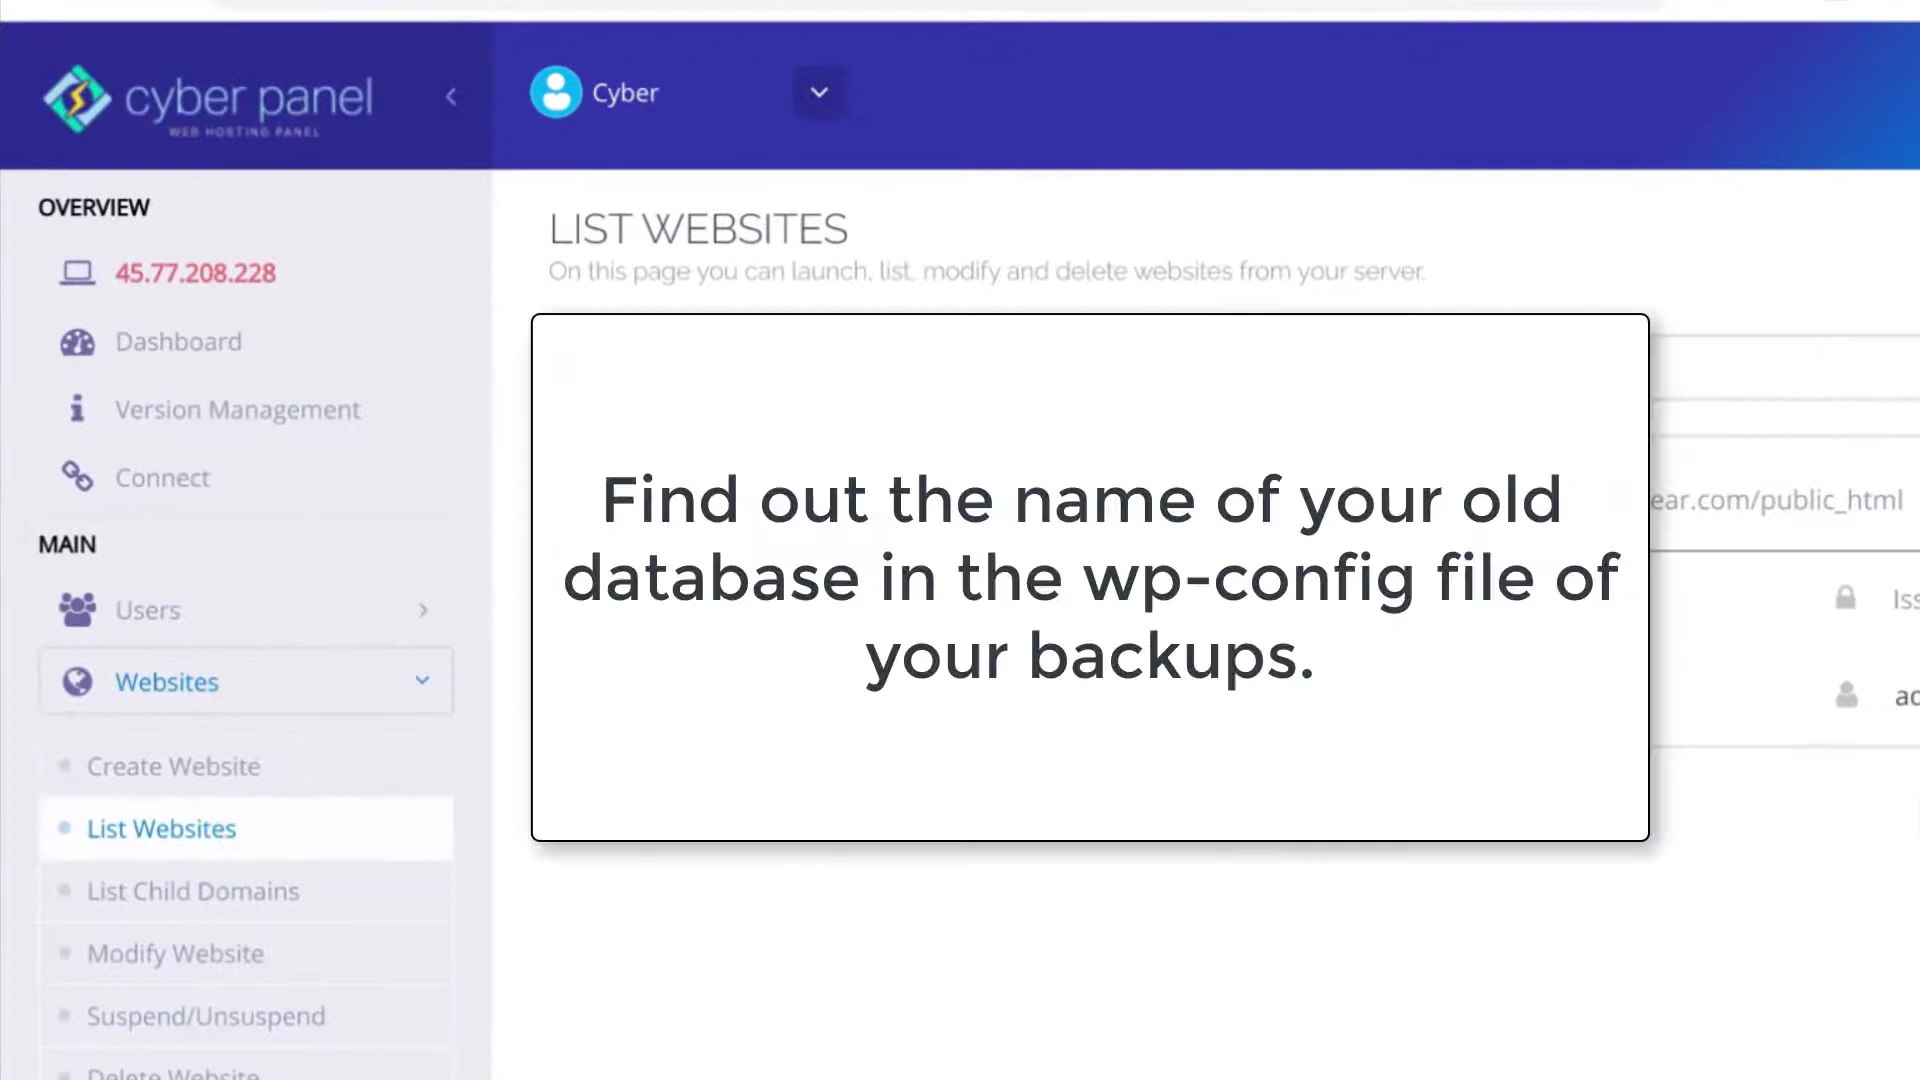 cyber panel
WEB HOSTING PANEL
Cyber
OVERVIEW
45.77.208.228
Dashboard
Version Management
Connect
MAIN
Users
Websites
Create Website
List Websites
List Child Domains
Modify Website
Suspend/Unsuspend
Delete Website
LIST WEBSITES
On this page you can launch, list, modify and delete websites from your server.
Find out the name of your old
database in the wp-config file of
your backups.
ear.com/public_html
Iss